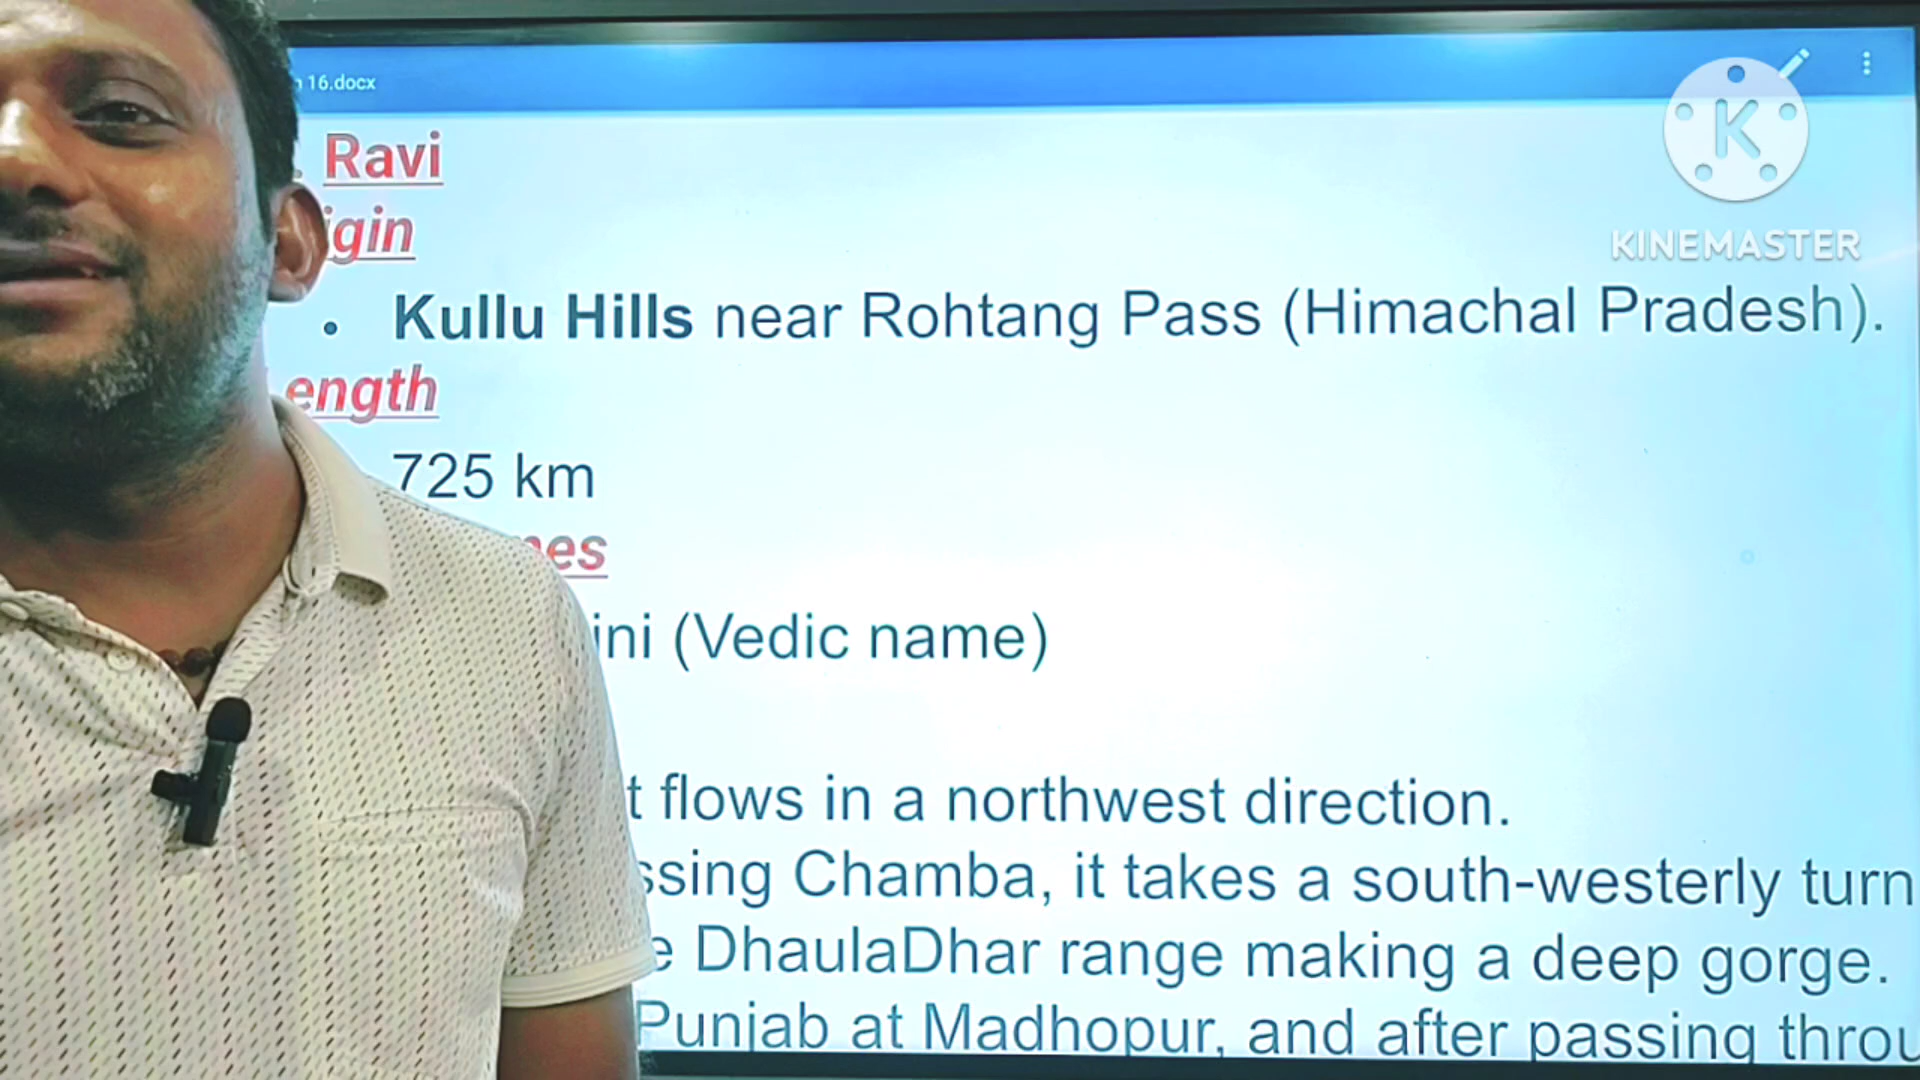 16.docx
Ravi
igin
• Kullu Hills near Rohtang Pass (Himachal Pradesh).
ength
725 km
nes
ini (Vedic name)
t flows in a northwest direction.
ssing Chamba, it takes a south-westerly turn
e DhaulaDhar range making a deep gorge.
Punjab at Madhopur, and after passing throu
K
KINEMASTER